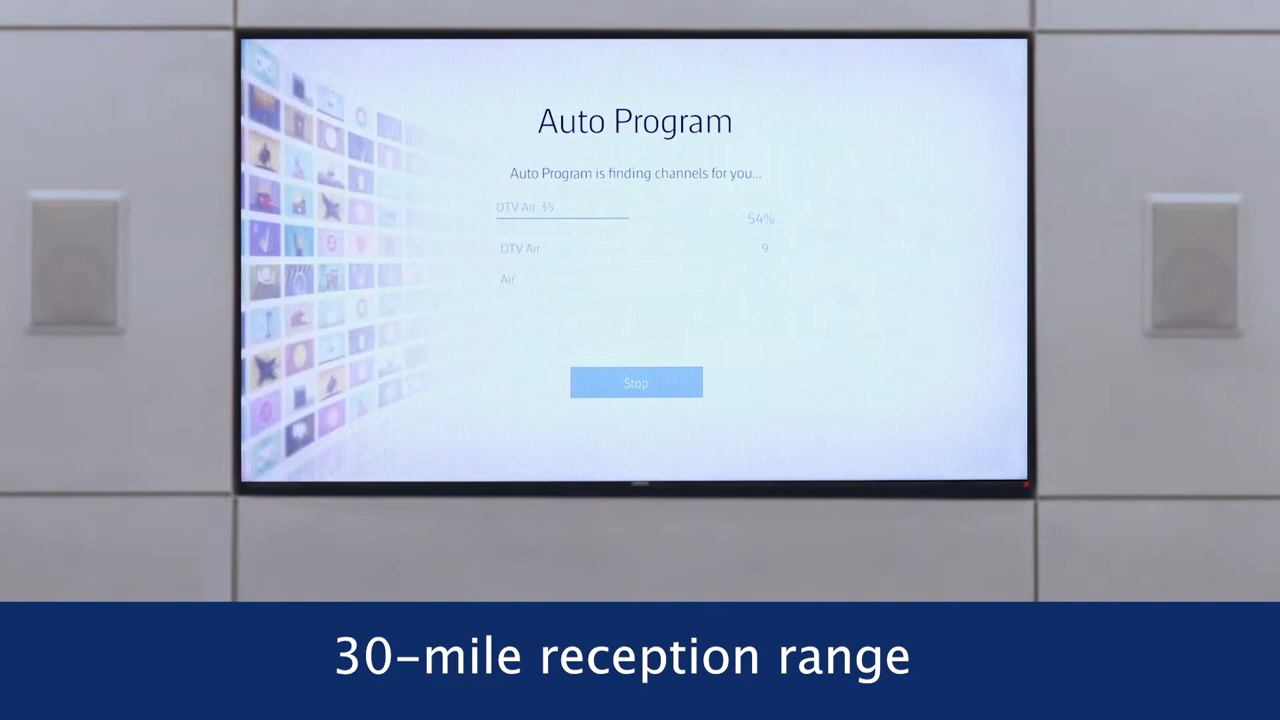 Auto Program
Auto Program is finding channels for you...
DTV Air 35
54%
DTV Air 9
Air -
Stop
30-mile reception range